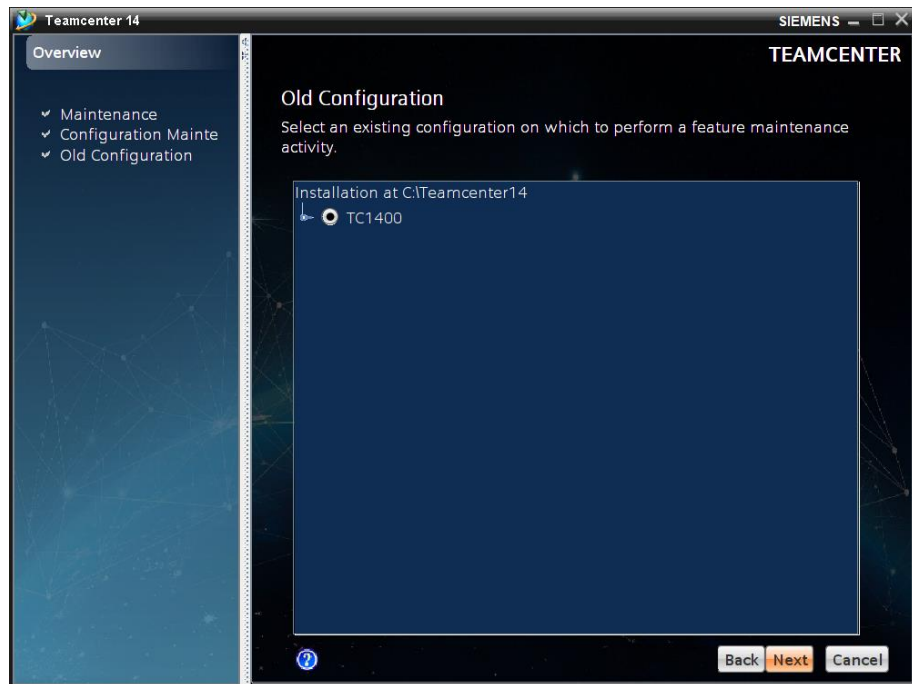 Teamcenter 14
SIEMENS
Overview
TEAMCENTER
Maintenance
Configuration Mainte
Old Configuration
Old Configuration
Select an existing configuration on which to perform a feature maintenance
activity.
Installation at C:\Teamcenter14
TC1400
?
Back Next Cancel